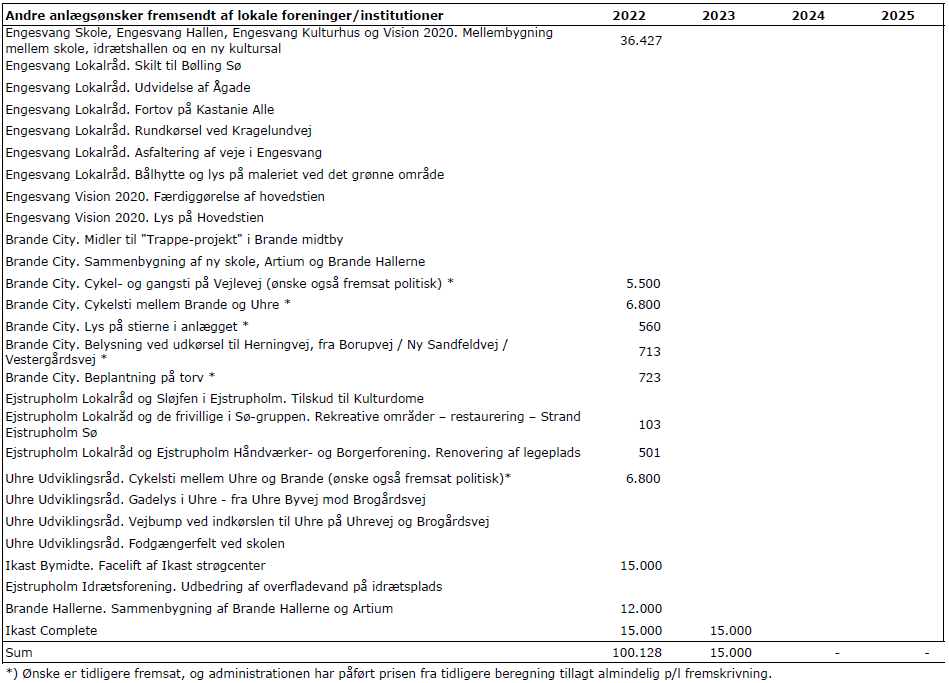 Andre anlægsønsker fremsendt af lokale foreninger/institutioner 2022 2023 2024 2025
Engesvang Skole, Engesvang Hallen, Engesvang Kulturhus og Vision 2020. Mellembygning
mellem skole, idrætshallen og en ny kultursal 36.427
Engesvang Lokalråd. Skilt til Bølling Sø
Engesvang Lokalråd. Udvidelse af Ågade
Engesvang Lokalråd. Fortov på Kastanie Alle
Engesvang Lokalråd. Rundkørsel ved Kragelundvej
Engesvang Lokalråd. Asfaltering af veje i Engesvang
Engesvang Lokalråd. Bålhytte og lys på maleriet ved det grønne område
Engesvang Vision 2020. Færdiggørelse af hovedstien
Engesvang Vision 2020. Lys på Hovedstien
Brande City. Midler til "Trappe-projekt" i Brande midtby
Brande City. Sammenbygning af ny skole, Artium og Brande Hallerne
Brande City. Cykel- og gangsti på Vejlevej (ønske også fremsat politisk) * 5.500
Brande City. Cykelsti mellem Brande og Uhre * 6.800
Brande City. Lys på stierne i anlægget * 560
Brande City. Belysning ved udkørsel til Herningvej, fra Borupvej / Ny Sandfeldvej /
Vestergårdsvej * 713
Brande City. Beplantning på torv * 723
Ejstrupholm Lokalråd og Sløjfen i Ejstrupholm. Tilskud til Kulturdome
Ejstrupholm Lokalråd og de frivillige i Sø-gruppen. Rekreative områder – restaurering – Strand
Ejstrupholm Sø 103
Ejstrupholm Lokalråd og Ejstrupholm Håndværker- og Borgerforening. Renovering af legeplads 501
Uhre Udviklingsråd. Cykelsti mellem Uhre og Brande (ønske også fremsat politisk)* 6.800
Uhre Udviklingsråd. Gadelys i Uhre - fra Uhre Byvej mod Brogårdsvej
Uhre Udviklingsråd. Vejbump ved indkørslen til Uhre på Uhrevej og Brogårdsvej
Uhre Udviklingsråd. Fodgængerfelt ved skolen
Ikast Bymidte. Facelift af Ikast strøgcenter 15.000
Ejstrupholm Idrætsforening. Udbedring af overfladevand på idrætsplads
Brande Hallerne. Sammenbygning af Brande Hallerne og Artium 12.000
Ikast Complete 15.000 15.000
Sum 100.128 15.000 - -
*) Ønske er tidligere fremsat, og administrationen har påført prisen fra tidligere beregning tillagt almindelig p/l fremskrivning.